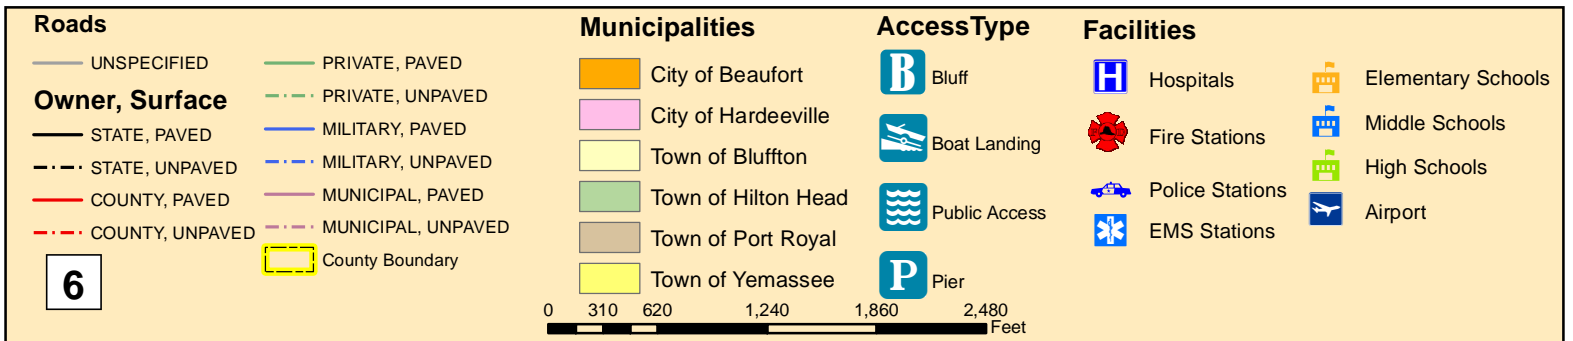 Roads
UNSPECIFIED
Owner, Surface
STATE, PAVED
STATE, UNPAVED
COUNTY, PAVED
COUNTY, UNPAVED
6
PRIVATE, PAVED
PRIVATE, UNPAVED
MILITARY, PAVED
MILITARY, UNPAVED
MUNICIPAL, PAVED
MUNICIPAL, UNPAVED
County Boundary
Municipalities
City of Beaufort
City of Hardeeville
Town of Bluffton
Town of Hilton Head
Town of Port Royal
Town of Yemassee
0 310 620 1,240 1,860 2,480
Feet
AccessType
B Bluff
Boat Landing
Public Access
P Pier
Facilities
H Hospitals
Fire Stations
Police Stations
EMS Stations
Elementary Schools
Middle Schools
High Schools
Airport